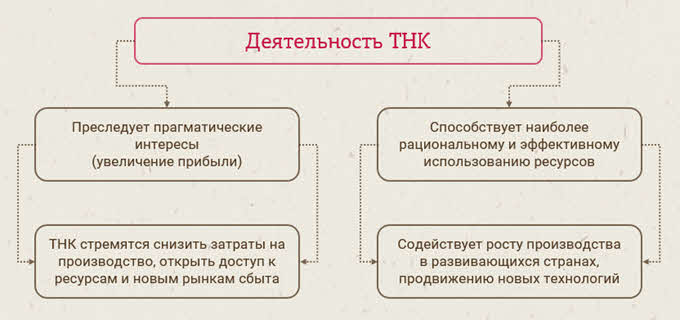 Деятельность ТНК
Преследует прагматические
интересы
(увеличение прибыли)
Способствует наиболее
рациональному и эффективному
использованию ресурсов
ТНК стремятся снизить затраты на
производство, открыть доступ к
ресурсам и новым рынкам сбыта
Содействует росту производства
в развивающихся странах,
продвижению новых технологий